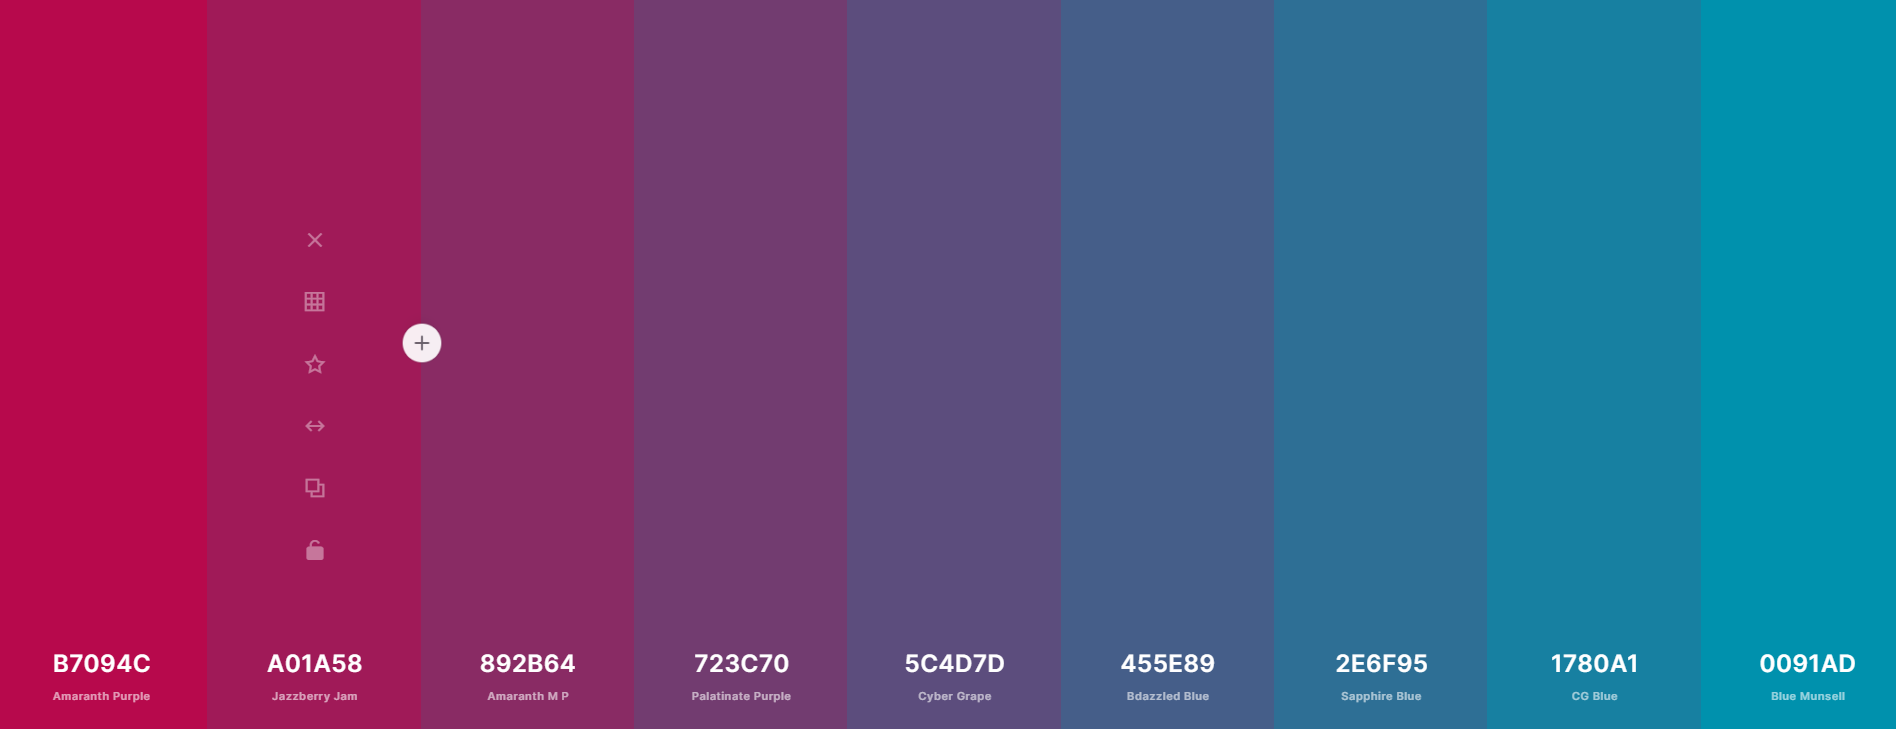 B7094C
Amaranth Purple
A01A58
Jazzberry Jam
892B64
Amaranth M P
723C70
Palatinate Purple
5C4D7D
Cyber Grape
455E89
Bdazzled Blue
2E6F95
Sapphire Blue
1780A1
CG Blue
0091AD
Blue Munsell